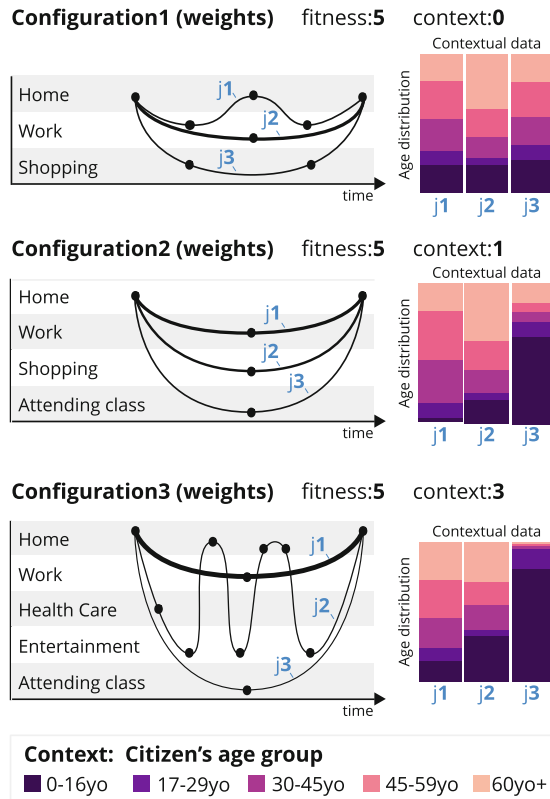 Configuration1 (weights) fitness:5 context:0
Contextual data
Home
Work
Shopping
j1
j2
j3
time
Age distribution
j1 j2 j3
Configuration2 (weights) fitness:5 context:1
Contextual data
Home
Work
Shopping
Attending class
j1
j2
j3
time
Age distribution
j1 j2 j3
Configuration3 (weights) fitness:5 context:3
Contextual data
Home
Work
Health Care
Entertainment
Attending class
j1
j2
j3
time
Age distribution
j1 j2 j3
Context: Citizen's age group
0-16yo 17-29yo 30-45yo 45-59yo 60yo+